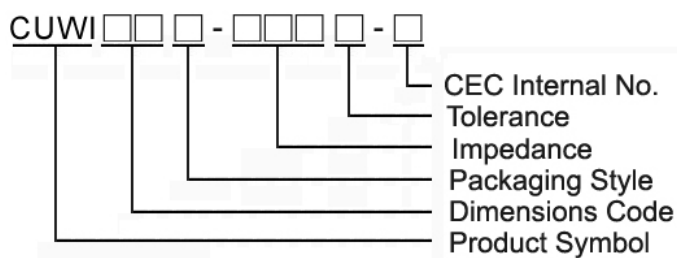 CUWI□□ □ - □□□ □ - □
CEC Internal No.
Tolerance
Impedance
Packaging Style
Dimensions Code
Product Symbol